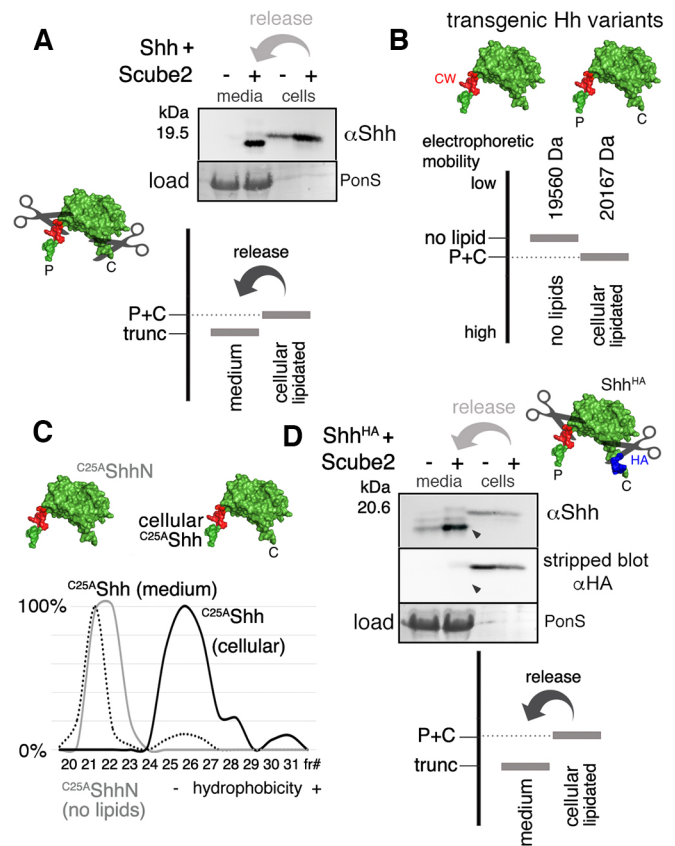 A
release
Shh +
Scube2
- + - +
media cells
kDa
19.5
αShh
load
PonS
P
C
release
P+C
trunc
medium
cellular
lipidated
transgenic Hh variants
B
CW
P
C
electrophoretic
mobility
low
19560 Da
20167 Da
no lipid
P+C
high
no lipids
cellular
lipidated
C
C25AShhN
cellular
C25AShh
C
C25AShh (medium)
100%
C25AShh
(cellular)
0%
20 21 22 23 24 25 26 27 28 29 30 31 fr#
C25AShhN
(no lipids)
- hydrophobicity +
D
release
ShhHA +
Scube2
- + - +
media cells
kDa
20.6
αShh
stripped blot
αHA
load
PonS
ShhHA
HA
P
C
release
P+C
trunc
medium
cellular
lipidated